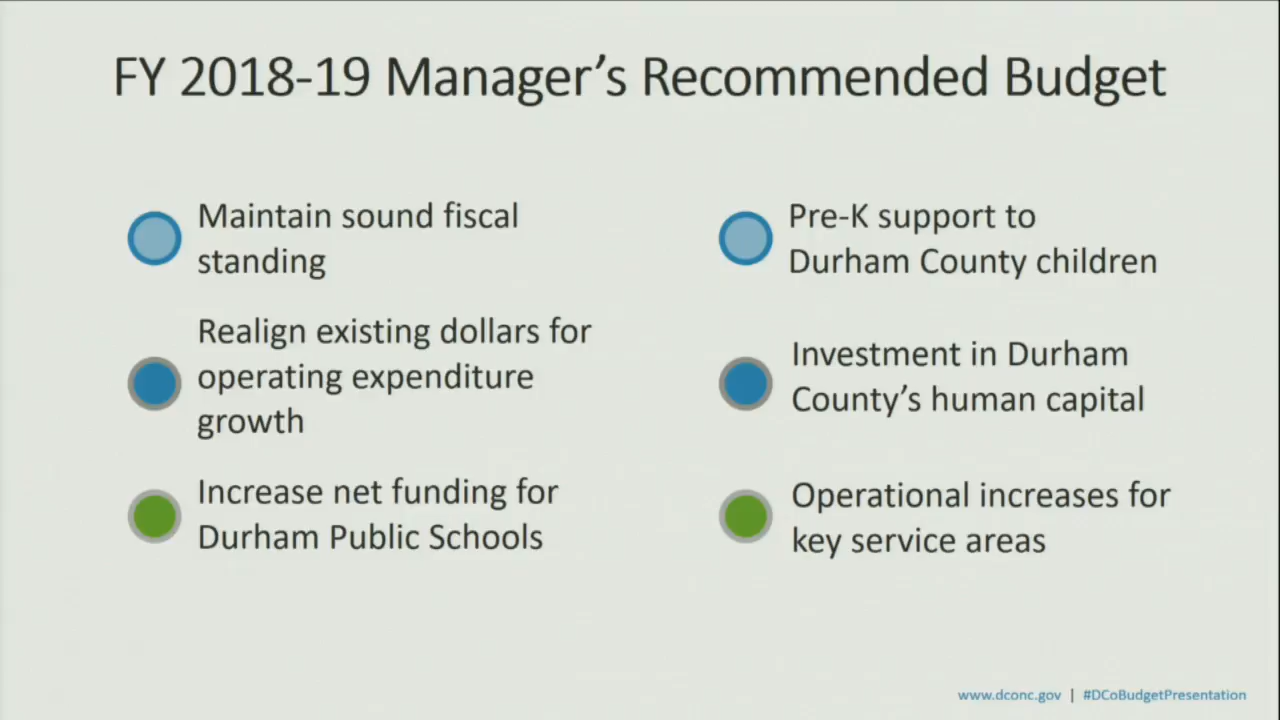 FY 2018-19 Manager’s Recommended Budget
Maintain sound fiscal
standing
Realign existing dollars for
operating expenditure
growth
Increase net funding for
Durham Public Schools
Pre-K support to
Durham County children
Investment in Durham
County’s human capital
Operational increases for
key service areas
www.dconc.gov | #DCoBudgetPresentation